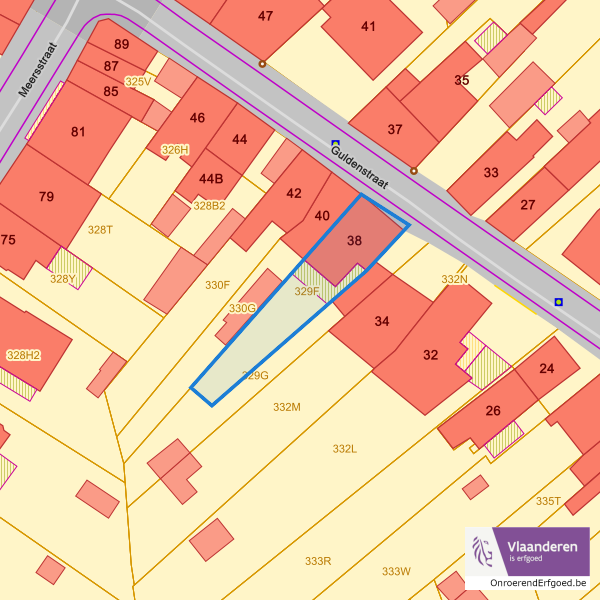 47
41
89
87
325V
85
35
Meersstraat
81
46
44
326H
37
Guldenstraat
44B
33
79
42
328B2
40
27
75
328T
38
328Y
330F
329F
332N
330G
34
32
328H2
24
329G
332M
26
332L
335T
333R
333W
Vlaanderen
is erfgoed
OnroerendErfgoed.be